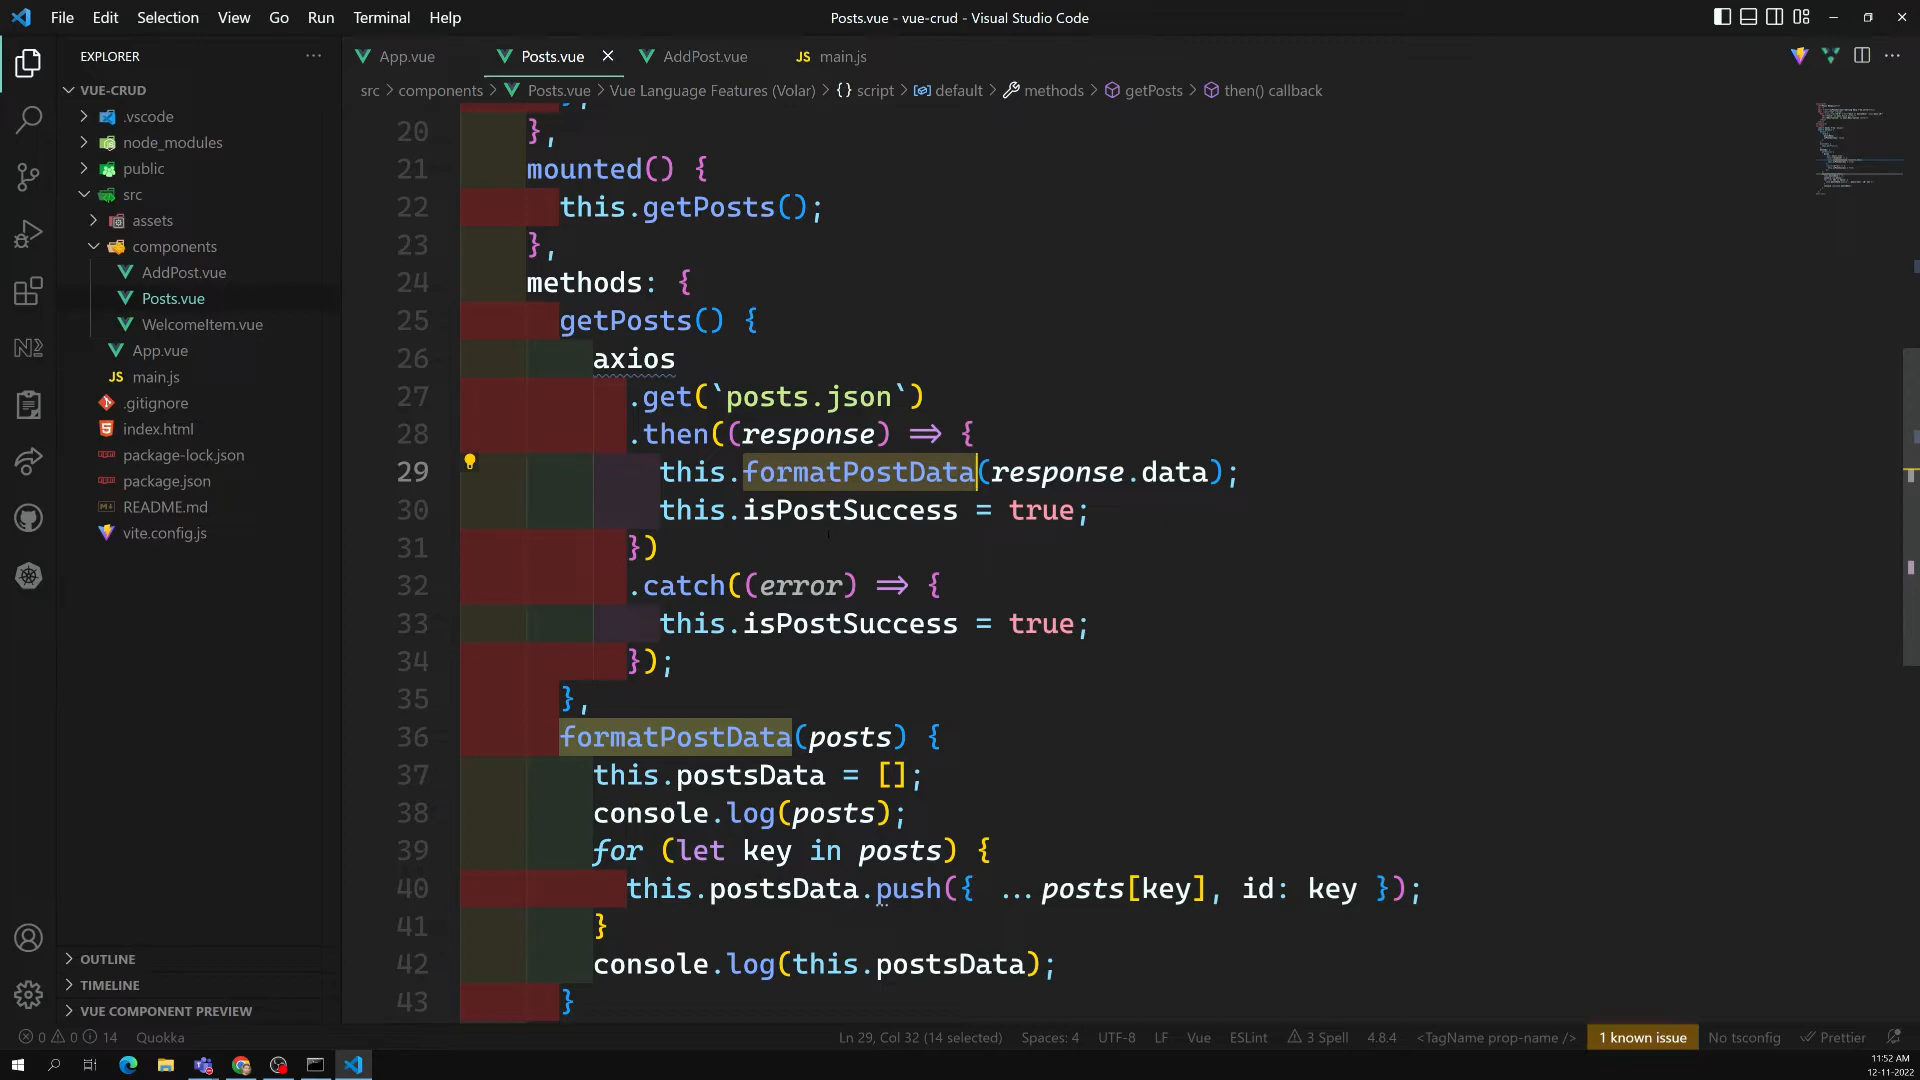 File Edit Selection View Go Run Terminal Help
Posts.vue - vue-crud - Visual Studio Code
EXPLORER
App.vue
Posts.vue
AddPost.vue
JS main.js
VUE-CRUD
src > components > Posts.vue > Vue Language Features (Volar) > {} script > default > methods > getPosts > then() callback
.vscode
node_modules
public
src
assets
components
AddPost.vue
Posts.vue
WelcomeItem.vue
App.vue
JS main.js
.gitignore
index.html
package-lock.json
package.json
README.md
vite.config.js
OUTLINE
TIMELINE
VUE COMPONENT PREVIEW
20 },
21 mounted() {
22 this.getPosts();
23 },
24 methods: {
25 getPosts() {
26 axios
27 .get(`posts.json`)
28 .then((response) => {
29 this.formatPostData(response.data);
30 this.isPostSuccess = true;
31 })
32 .catch((error) => {
33 this.isPostSuccess = true;
34 });
35 },
36 formatPostData(posts) {
37 this.postsData = [];
38 console.log(posts);
39 for (let key in posts) {
40 this.postsData.push({ ...posts[key], id: key });
41 }
42 console.log(this.postsData);
43 }
0 0 14 Quokka
Ln 29, Col 32 (14 selected) Spaces: 4 UTF-8 LF Vue ESLint 3 Spell 4.8.4 <TagName prop-name /> 1 known issue No tsconfig Prettier
11:52 AM
12-11-2022